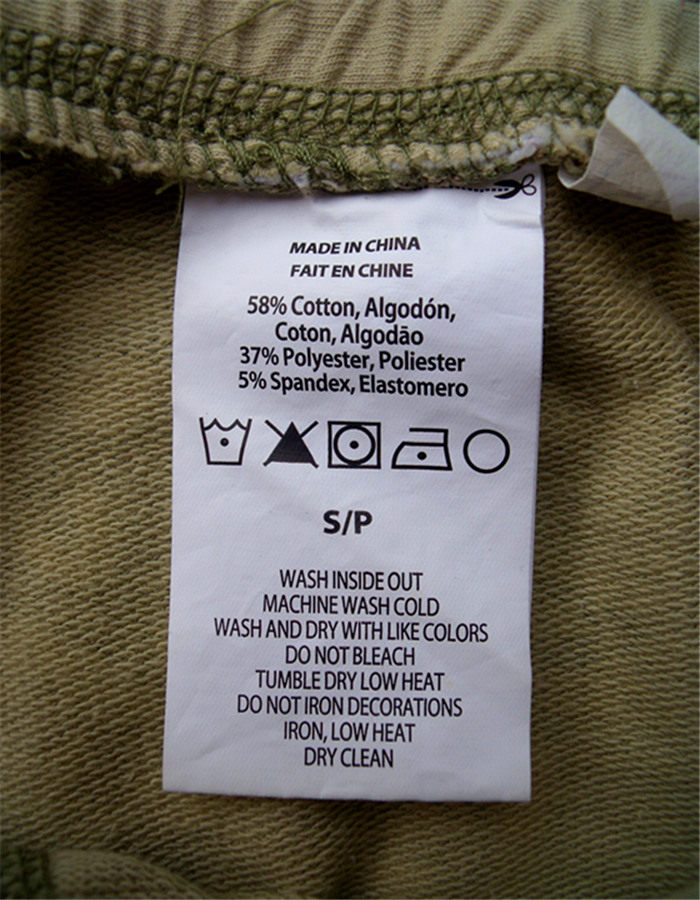 MADE IN CHINA
FAIT EN CHINE
58% Cotton, Algodón,
Coton, Algodão
37% Polyester, Poliester
5% Spandex, Elastomero
S/P
WASH INSIDE OUT
MACHINE WASH COLD
WASH AND DRY WITH LIKE COLORS
DO NOT BLEACH
TUMBLE DRY LOW HEAT
DO NOT IRON DECORATIONS
IRON, LOW HEAT
DRY CLEAN